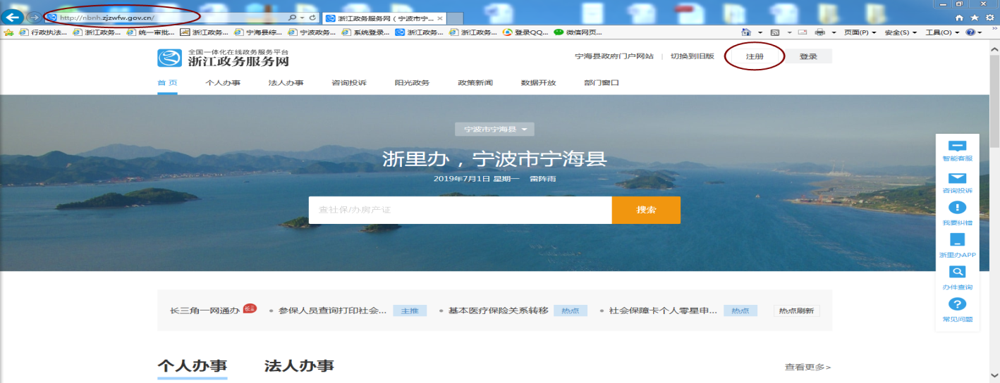 http://nbnh.zjzwfw.gov.cn/
浙江政务服务网（宁波市宁...
行政执法...
浙江政务...
统一审批...
浙江政务...
宁海县综...
宁波政务...
系统登录...
浙江政务...
浙江政务...
登录QQ...
微信网页...
页面(P)
安全(S)
工具(O)
全国一体化在线政务服务平台
浙江政务服务网
宁海县政府门户网站
切换到旧版
注册
登录
首页
个人办事
法人办事
咨询投诉
阳光政务
政策新闻
数据开放
部门窗口
宁波市宁海县
浙里办，宁波市宁海县
2019年7月1日 星期一 雷阵雨
查社保/办房产证
搜索
智能客服
咨询投诉
我要纠错
浙里办APP
办件查询
常见问题
长三角一网通办
参保人员查询打印社会...
主推
基本医疗保险关系转移
热点
社会保障卡个人零星申...
热点
热点刷新
个人办事
法人办事
查看更多>